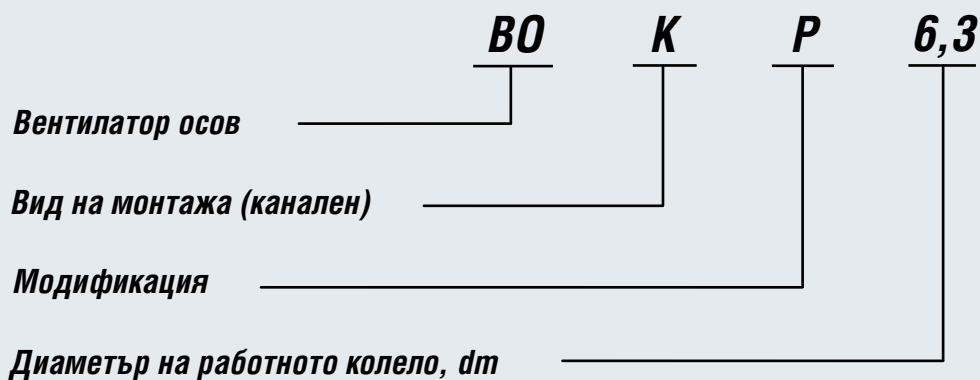 ВО К Р 6,3
Вентилатор осов
Вид на монтажа (канален)
Модификация
Диаметър на работното колело, dm